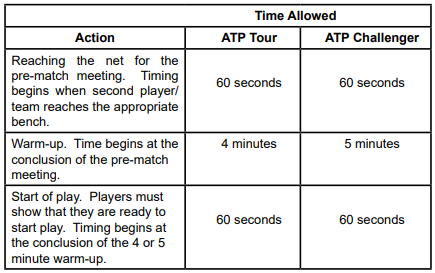 Time Allowed
Action ATP Tour ATP Challenger
Reaching the net for the
pre-match meeting. Timing
begins when second player/
team reaches the appropriate
bench.
60 seconds 60 seconds
Warm-up. Time begins at the
conclusion of the pre-match
meeting.
4 minutes 5 minutes
Start of play. Players must
show that they are ready to
start play. Timing begins at
the conclusion of the 4 or 5
minute warm-up.
60 seconds 60 seconds